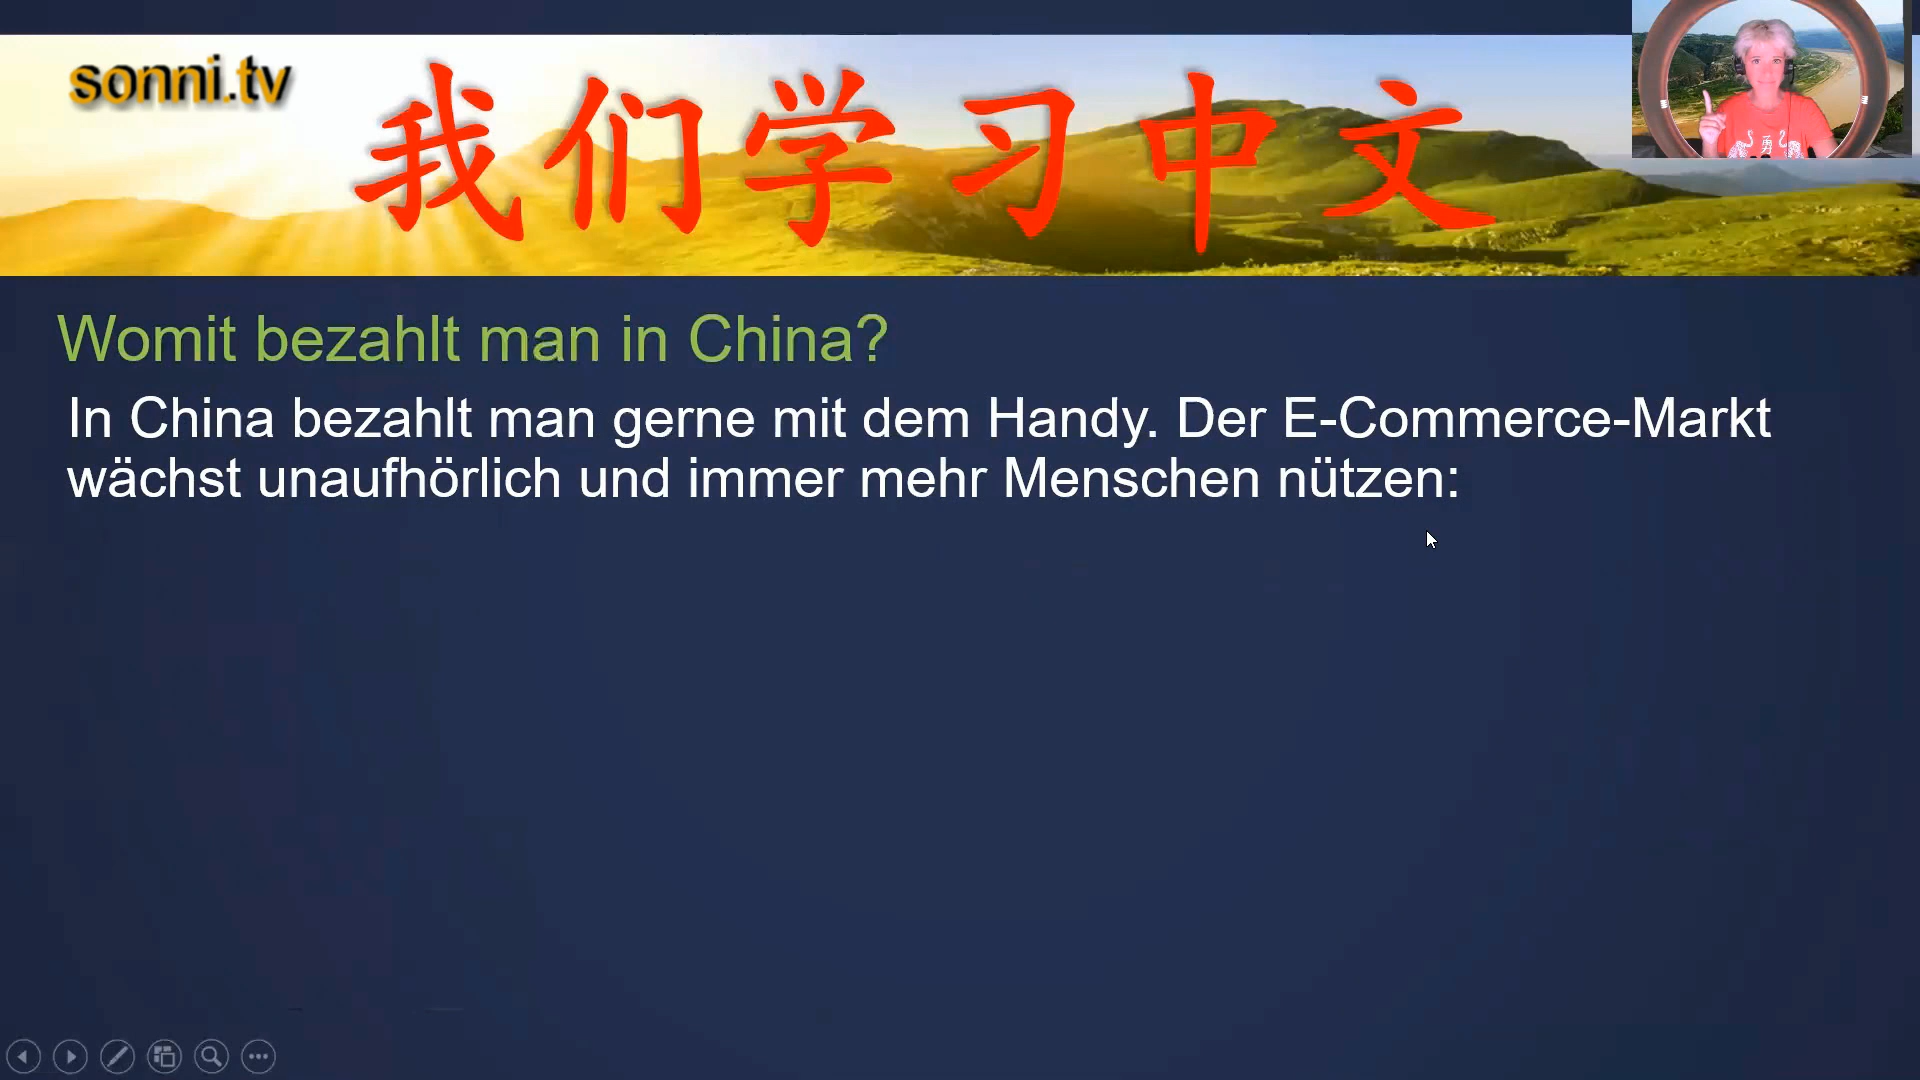 sonni.tv
我们学习中文
勇
Womit bezahlt man in China?
In China bezahlt man gerne mit dem Handy. Der E-Commerce-Markt
wächst unaufhörlich und immer mehr Menschen nützen: